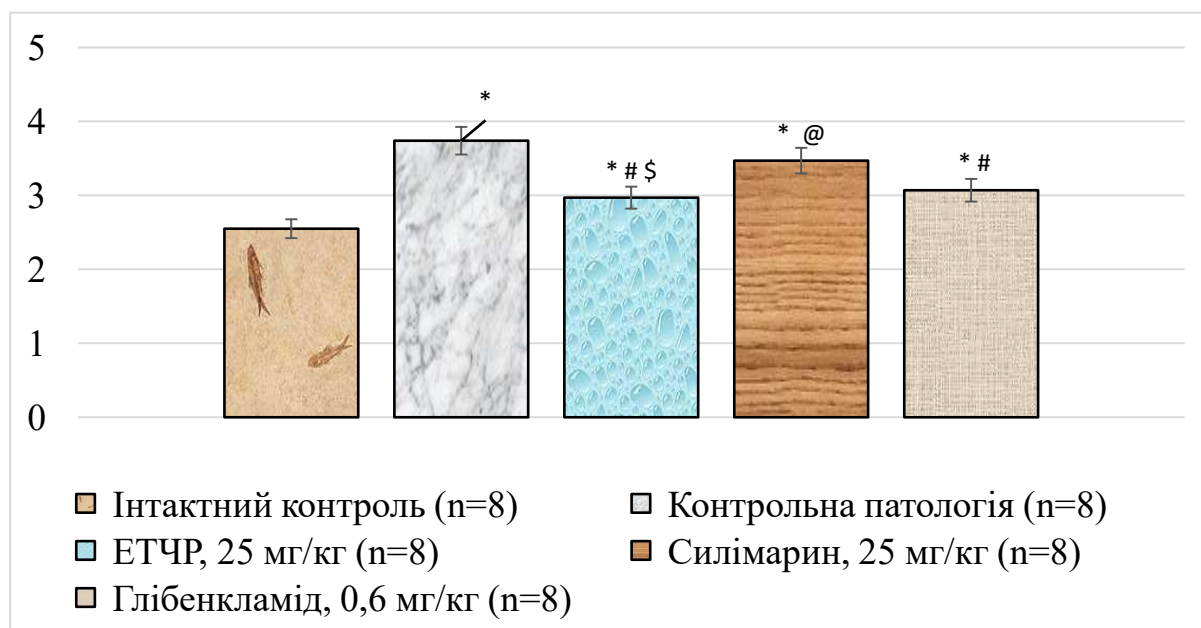 5
4
3
2
1
0
*
* # $
* @
* #
Інтактний контроль (n=8)
Контрольна патологія (n=8)
ЕТЧР, 25 мг/кг (n=8)
Силімарин, 25 мг/кг (n=8)
Глібенкламід, 0,6 мг/кг (n=8)